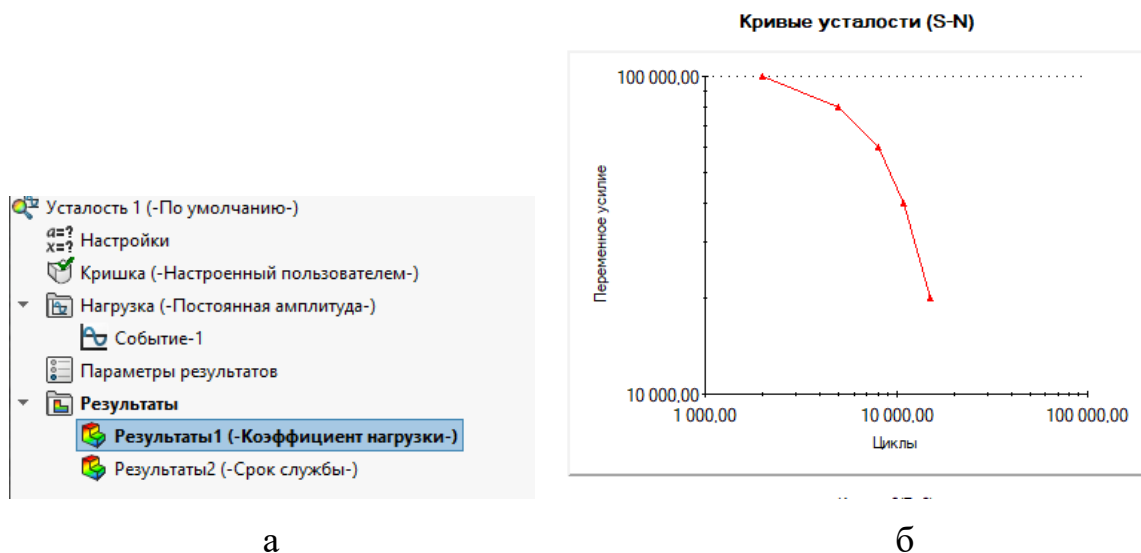 Кривые усталости (S-N)
100 000,00
Переменное усилие
10 000,00
1 000,00
10 000,00
100 000,00
Циклы
Усталость 1 (-По умолчанию-)
a=?
x=?
Настройки
Кришка (-Настроенный пользователем-)
Нагрузка (-Постоянная амплитуда-)
Событие-1
Параметры результатов
Результаты
Результаты1 (-Коэффициент нагрузки-)
Результаты2 (-Срок службы-)
а
б